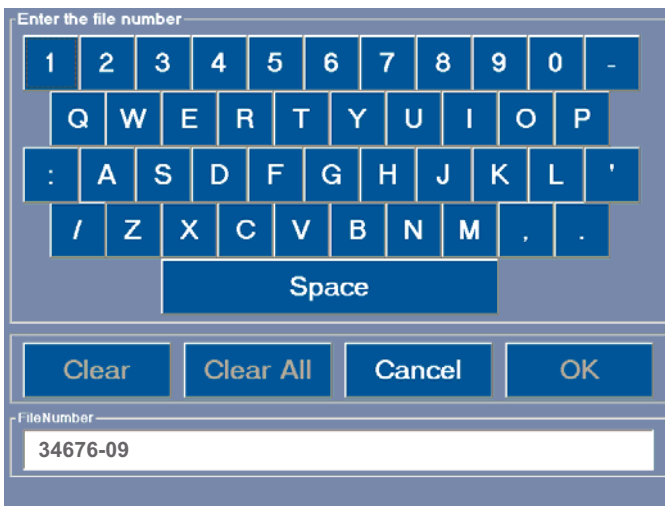 Enter the file number
1 2 3 4 5 6 7 8 9 0 -
Q W E R T Y U I O P
: A S D F G H J K L '
/ Z X C V B N M , .
Space
Clear Clear All Cancel OK
FileNumber
34676-09